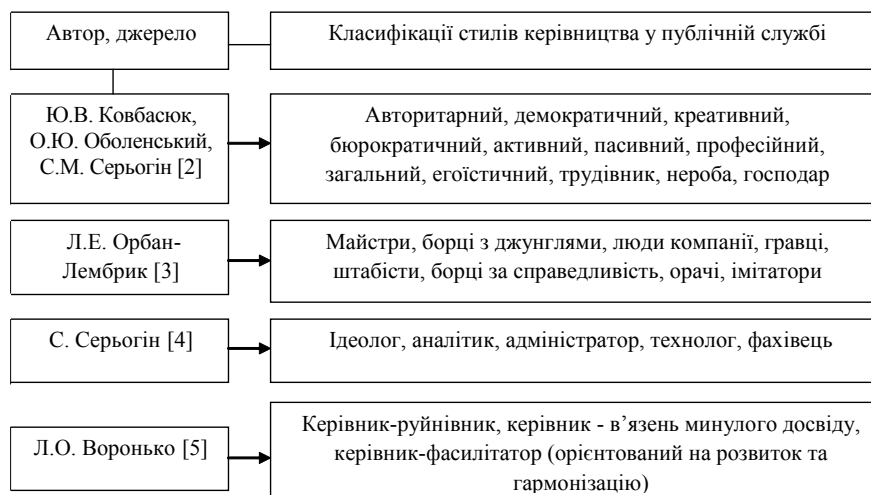 Автор, джерело
Класифікації стилів керівництва у публічній службі
Ю.В. Ковбасюк,
О.Ю. Оболенський,
С.М. Серьогін [2]
Авторитарний, демократичний, креативний,
бюрократичний, активний, пасивний, професійний,
загальний, егоїстичний, трудівник, нероба, господар
Л.Е. Орбан-
Лембрик [3]
Майстри, борці з джунглями, люди компанії, гравці,
штабісти, борці за справедливість, орачі, імітатори
С. Серьогін [4]
Ідеолог, аналітик, адміністратор, технолог, фахівець
Л.О. Воронько [5]
Керівник-руйнівник, керівник - в’язень минулого досвіду,
керівник-фасилітатор (орієнтований на розвиток та
гармонізацію)